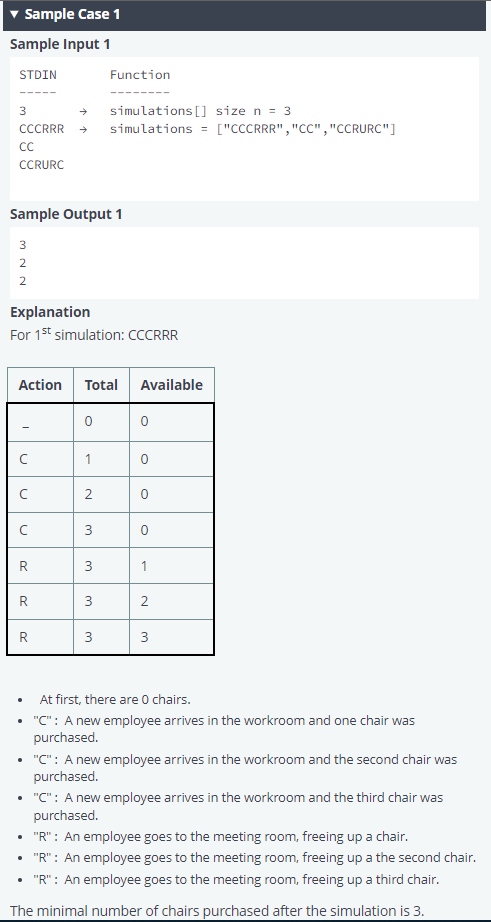 ▼ Sample Case 1
Sample Input 1
STDIN Function
----- --------
3 → simulations[] size n = 3
CCCRRR → simulations = ["CCCRRR","CC","CCRURC"]
CC
CCRURC
Sample Output 1
3
2
2
Explanation
For 1st simulation: CCCRRR
Action Total Available
_ 0 0
C 1 0
C 2 0
C 3 0
R 3 1
R 3 2
R 3 3
• At first, there are 0 chairs.
• "C" : A new employee arrives in the workroom and one chair was
purchased.
• "C" : A new employee arrives in the workroom and the second chair was
purchased.
• "C" : A new employee arrives in the workroom and the third chair was
purchased.
• "R" : An employee goes to the meeting room, freeing up a chair.
• "R" : An employee goes to the meeting room, freeing up a the second chair.
• "R" : An employee goes to the meeting room, freeing up a third chair.
The minimal number of chairs purchased after the simulation is 3.